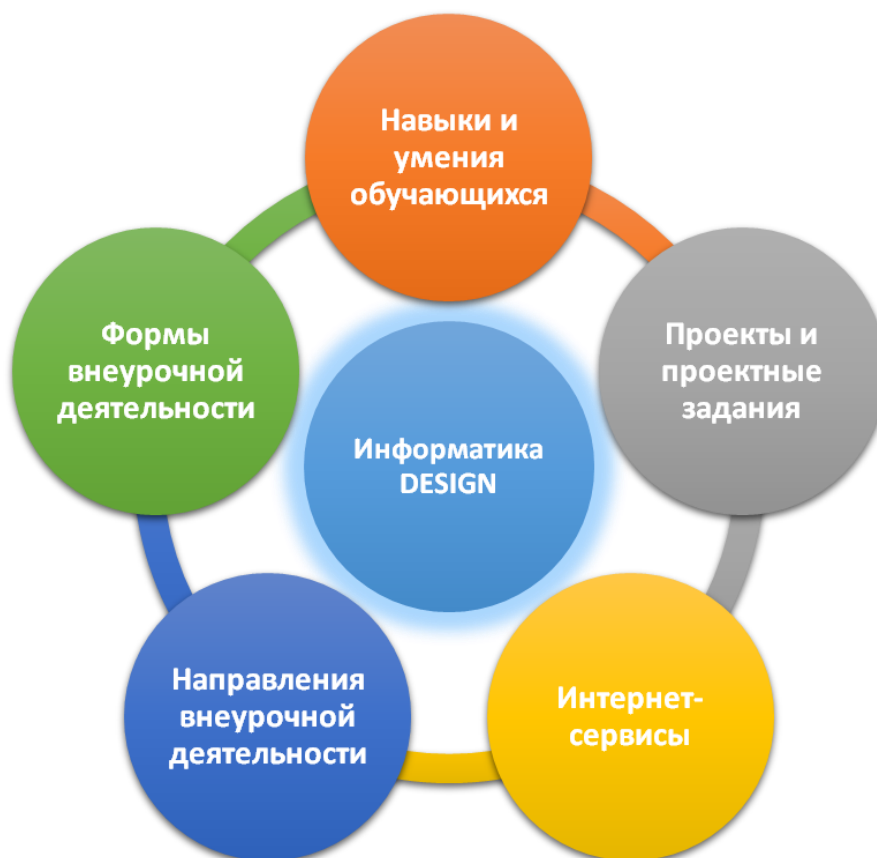 Навыки и
умения
обучающихся
Проекты и
проектные
задания
Интернет-
сервисы
Направления
внеурочной
деятельности
Формы
внеурочной
деятельности
Информатика
DESIGN